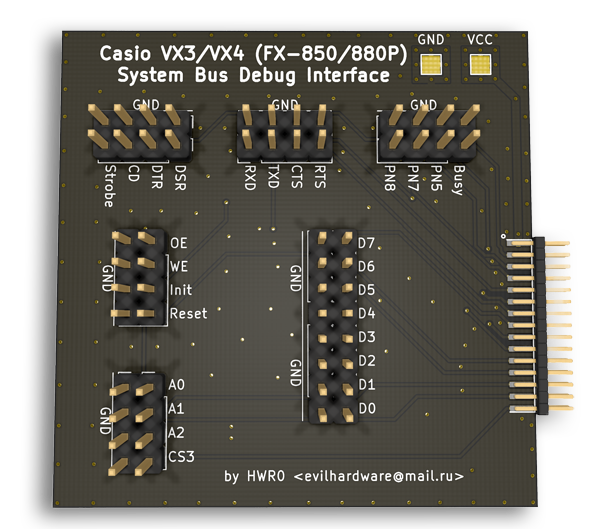 Casio VX3/VX4 (FX-850/880P)
System Bus Debug Interface
GND
VCC
GND
GND
GND
Strobe
CD
DTR
DSR
RXD
TXD
CTS
RTS
PN8
PN7
PN5
Busy
GND
OE
WE
Init
Reset
GND
D7
D6
D5
D4
GND
D3
D2
D1
D0
GND
A0
A1
A2
CS3
by HWR0 <evilhardware@mail.ru>